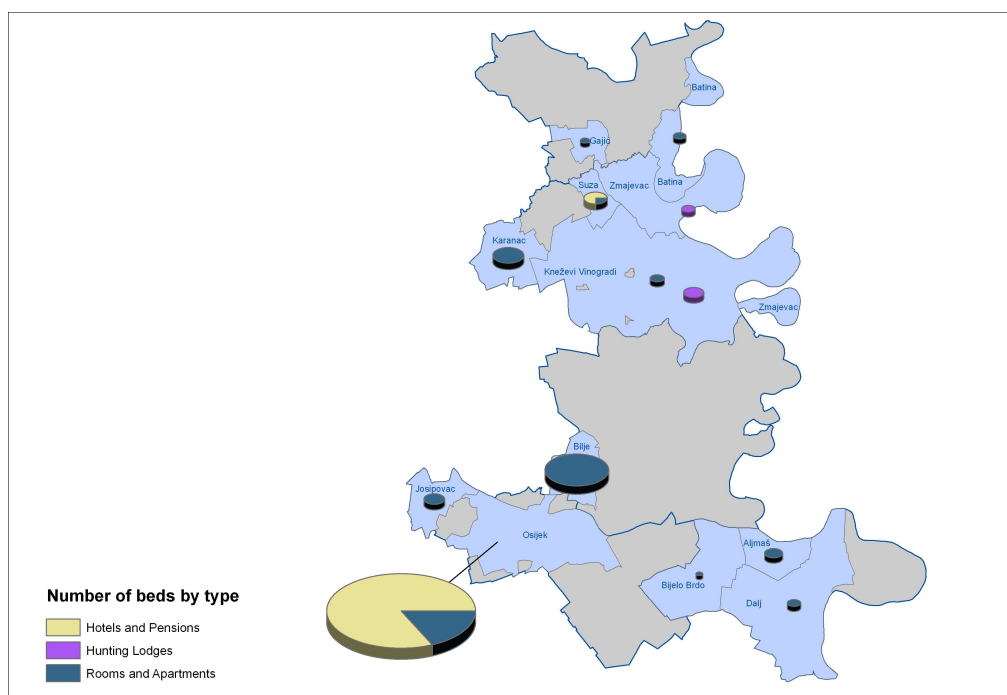 Batina
Gajić
Suza
Zmajevac
Batina
Karanac
Kneževi Vinogradi
Zmajevac
Bilje
Josipovac
Osijek
Aljmaš
Bijelo Brdo
Dalj
Number of beds by type
Hotels and Pensions
Hunting Lodges
Rooms and Apartments